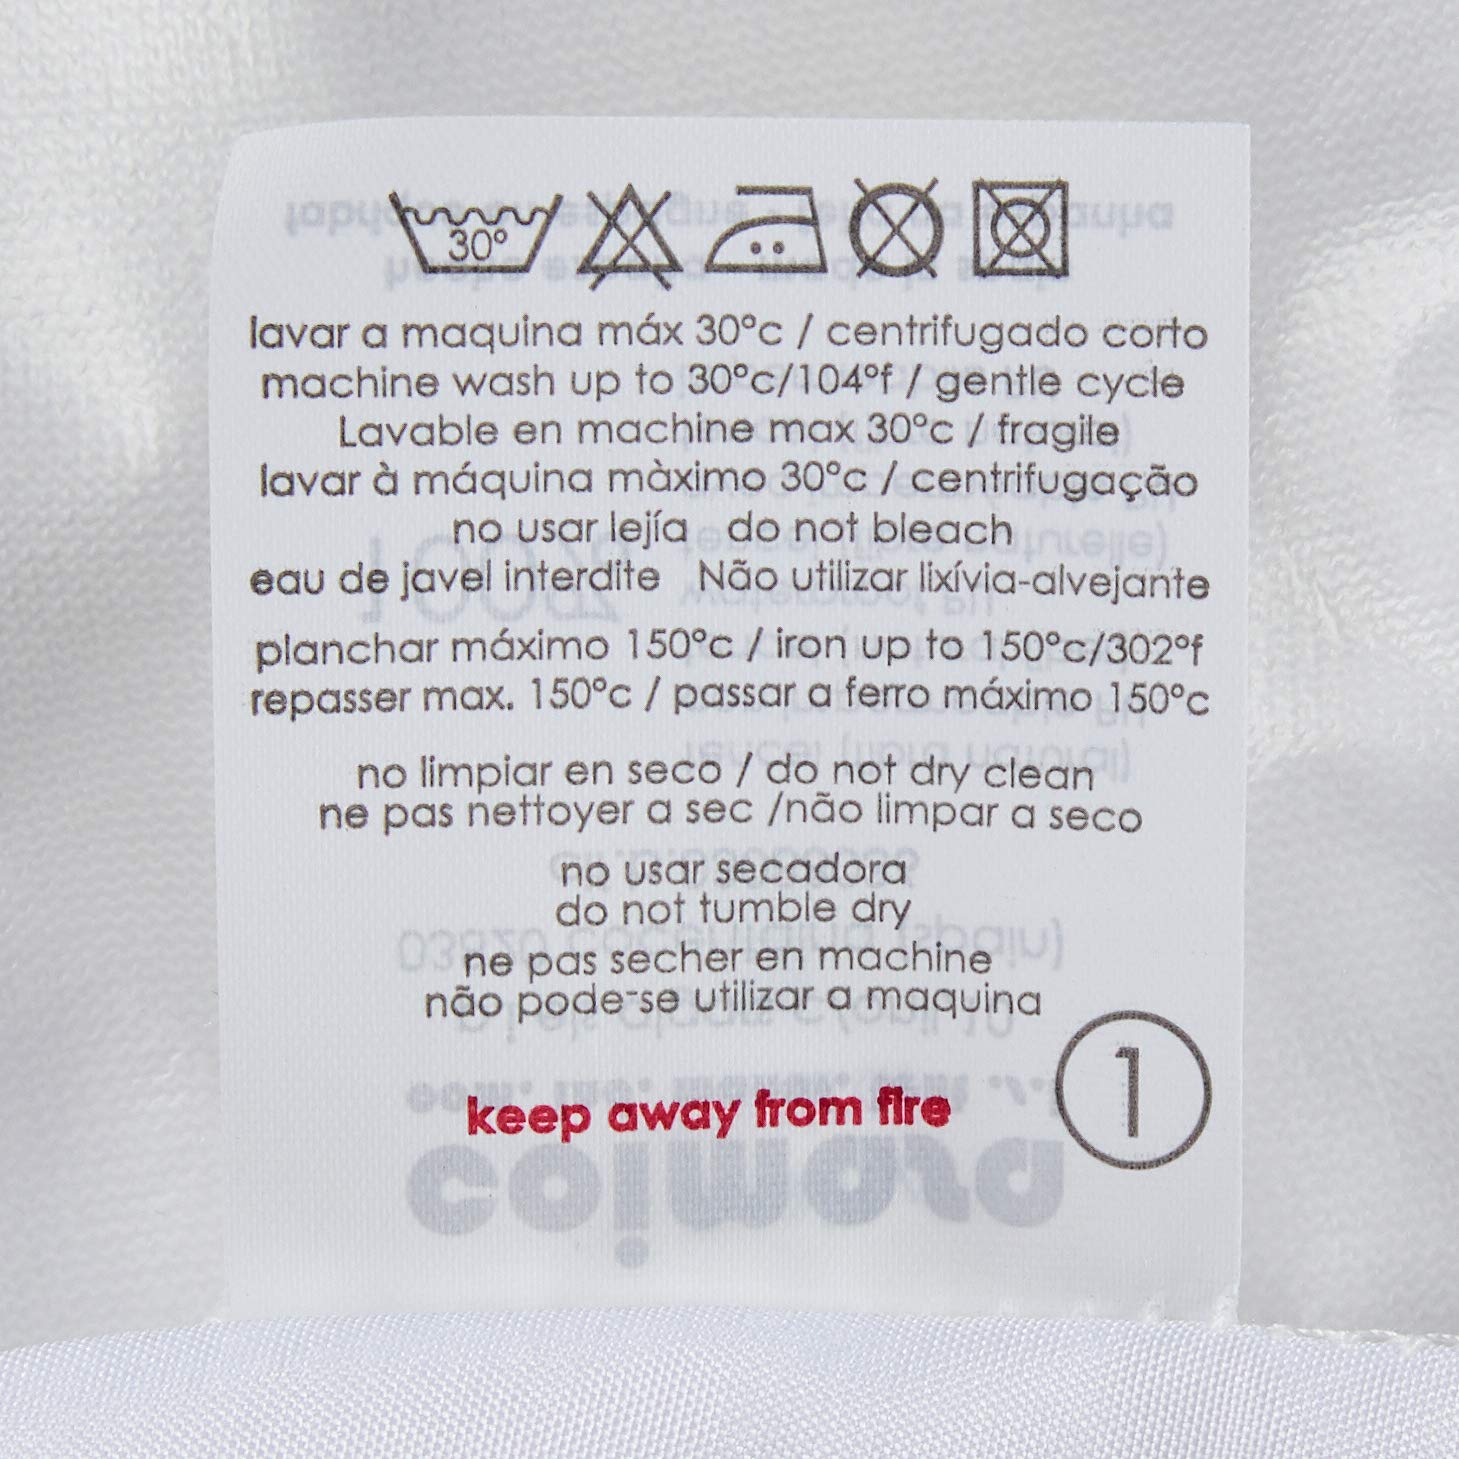 30°
lavar a maquina máx 30°c / centrifugado corto
machine wash up to 30°c/104°f / gentle cycle
Lavable en machine max 30°c / fragile
lavar à máquina màximo 30°c / centrifugação
no usar lejía do not bleach
eau de javel interdite Não utilizar lixívia-alvejante
planchar máximo 150°c / iron up to 150°c/302°f
repasser max. 150°c / passar a ferro máximo 150°c
no limpiar en seco / do not dry clean
ne pas nettoyer a sec /não limpar a seco
no usar secadora
do not tumble dry
ne pas secher en machine
não pode-se utilizar a maquina
1
keep away from fire
coimasa